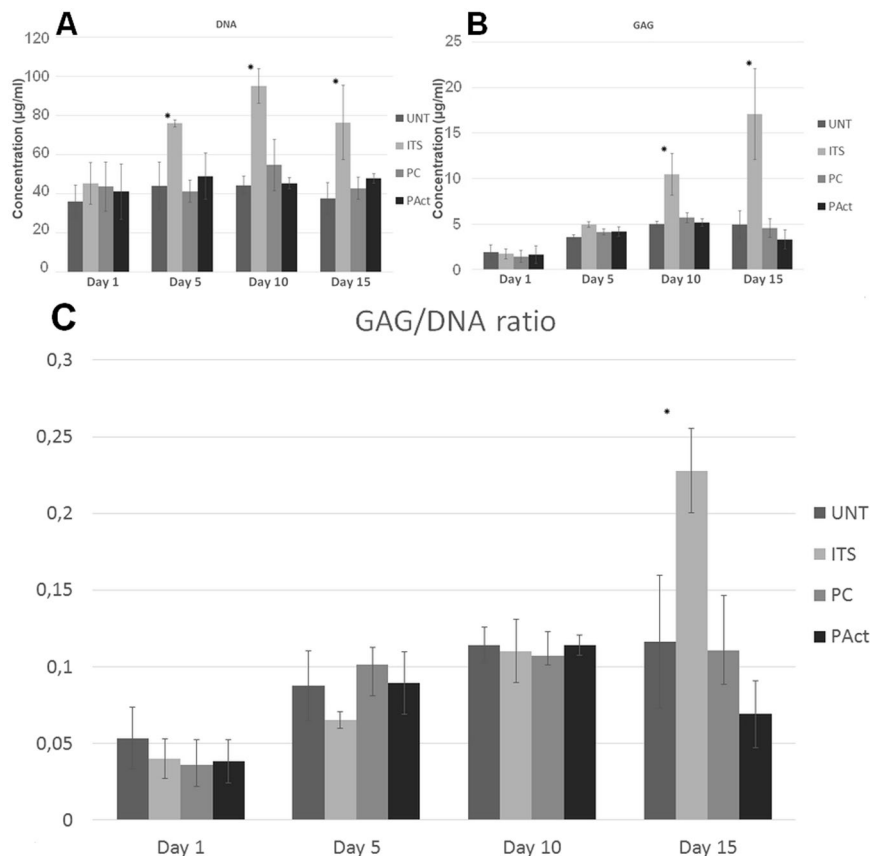 A
DNA
Concentration (µg/ml)
120
100
80
60
40
20
0
Day 1
Day 5
Day 10
Day 15
UNT
ITS
PC
PAct
B
GAG
Concentration (µg/ml)
25
20
15
10
5
0
Day 1
Day 5
Day 10
Day 15
UNT
ITS
PC
PAct
C
GAG/DNA ratio
0,3
0,25
0,2
0,15
0,1
0,05
0
Day 1
Day 5
Day 10
Day 15
UNT
ITS
PC
PAct